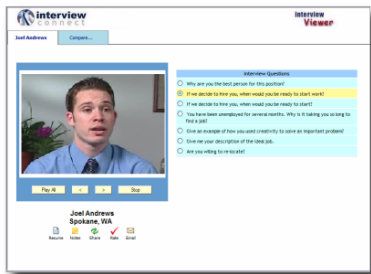 interview
connect
interview
Viewer
Joel Andrews
Compare...
Interview Questions
Why are you the best person for this position?
If we decide to hire you, when would you be ready to start work?
If we decide to hire you, when would you be ready to start?
You have been unemployed for several months. Why is it taking you so long to
find a job?
Give an example of how you used creativity to solve an important problem?
Give me your description of the ideal job.
Are you willing to re-locate?
Play All
<
>
Stop
Joel Andrews
Spokane, WA
Resume
Notes
Share
Rate
Email